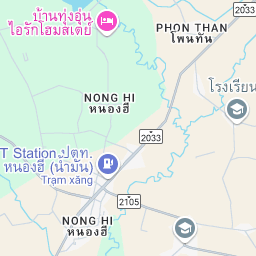 2033
บ้านทุ่งอุ่น
ไอรักโฮมสเตย์
PHON THAN
โพนทัน
NONG HI
หนองฮี
โรงเรียน
2033
T Station ปตท.
หนองฮี (น้ำมัน)
Trạm xăng
2105
NONG HI
หนองฮี